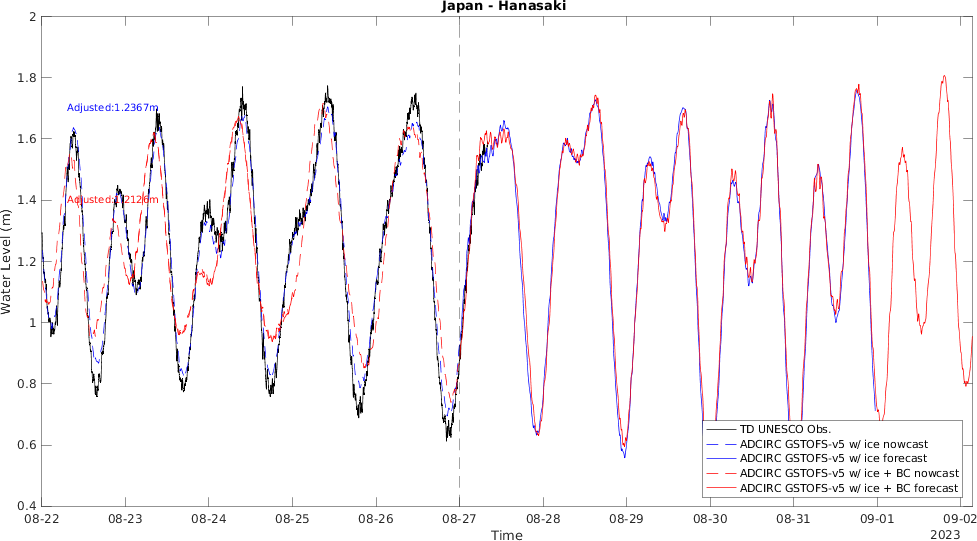 Japan - Hanasaki
2
1.8
1.6
1.4
1.2
1
0.8
0.6
0.4
Water Level (m)
Adjusted:1.2367m
Adjusted:1.2126m
TD UNESCO Obs.
ADCIRC GSTOFS-v5 w/ ice nowcast
ADCIRC GSTOFS-v5 w/ ice forecast
ADCIRC GSTOFS-v5 w/ ice + BC nowcast
ADCIRC GSTOFS-v5 w/ ice + BC forecast
08-22 08-23 08-24 08-25 08-26 08-27 08-28 08-29 08-30 08-31 09-01 09-02
Time
2023